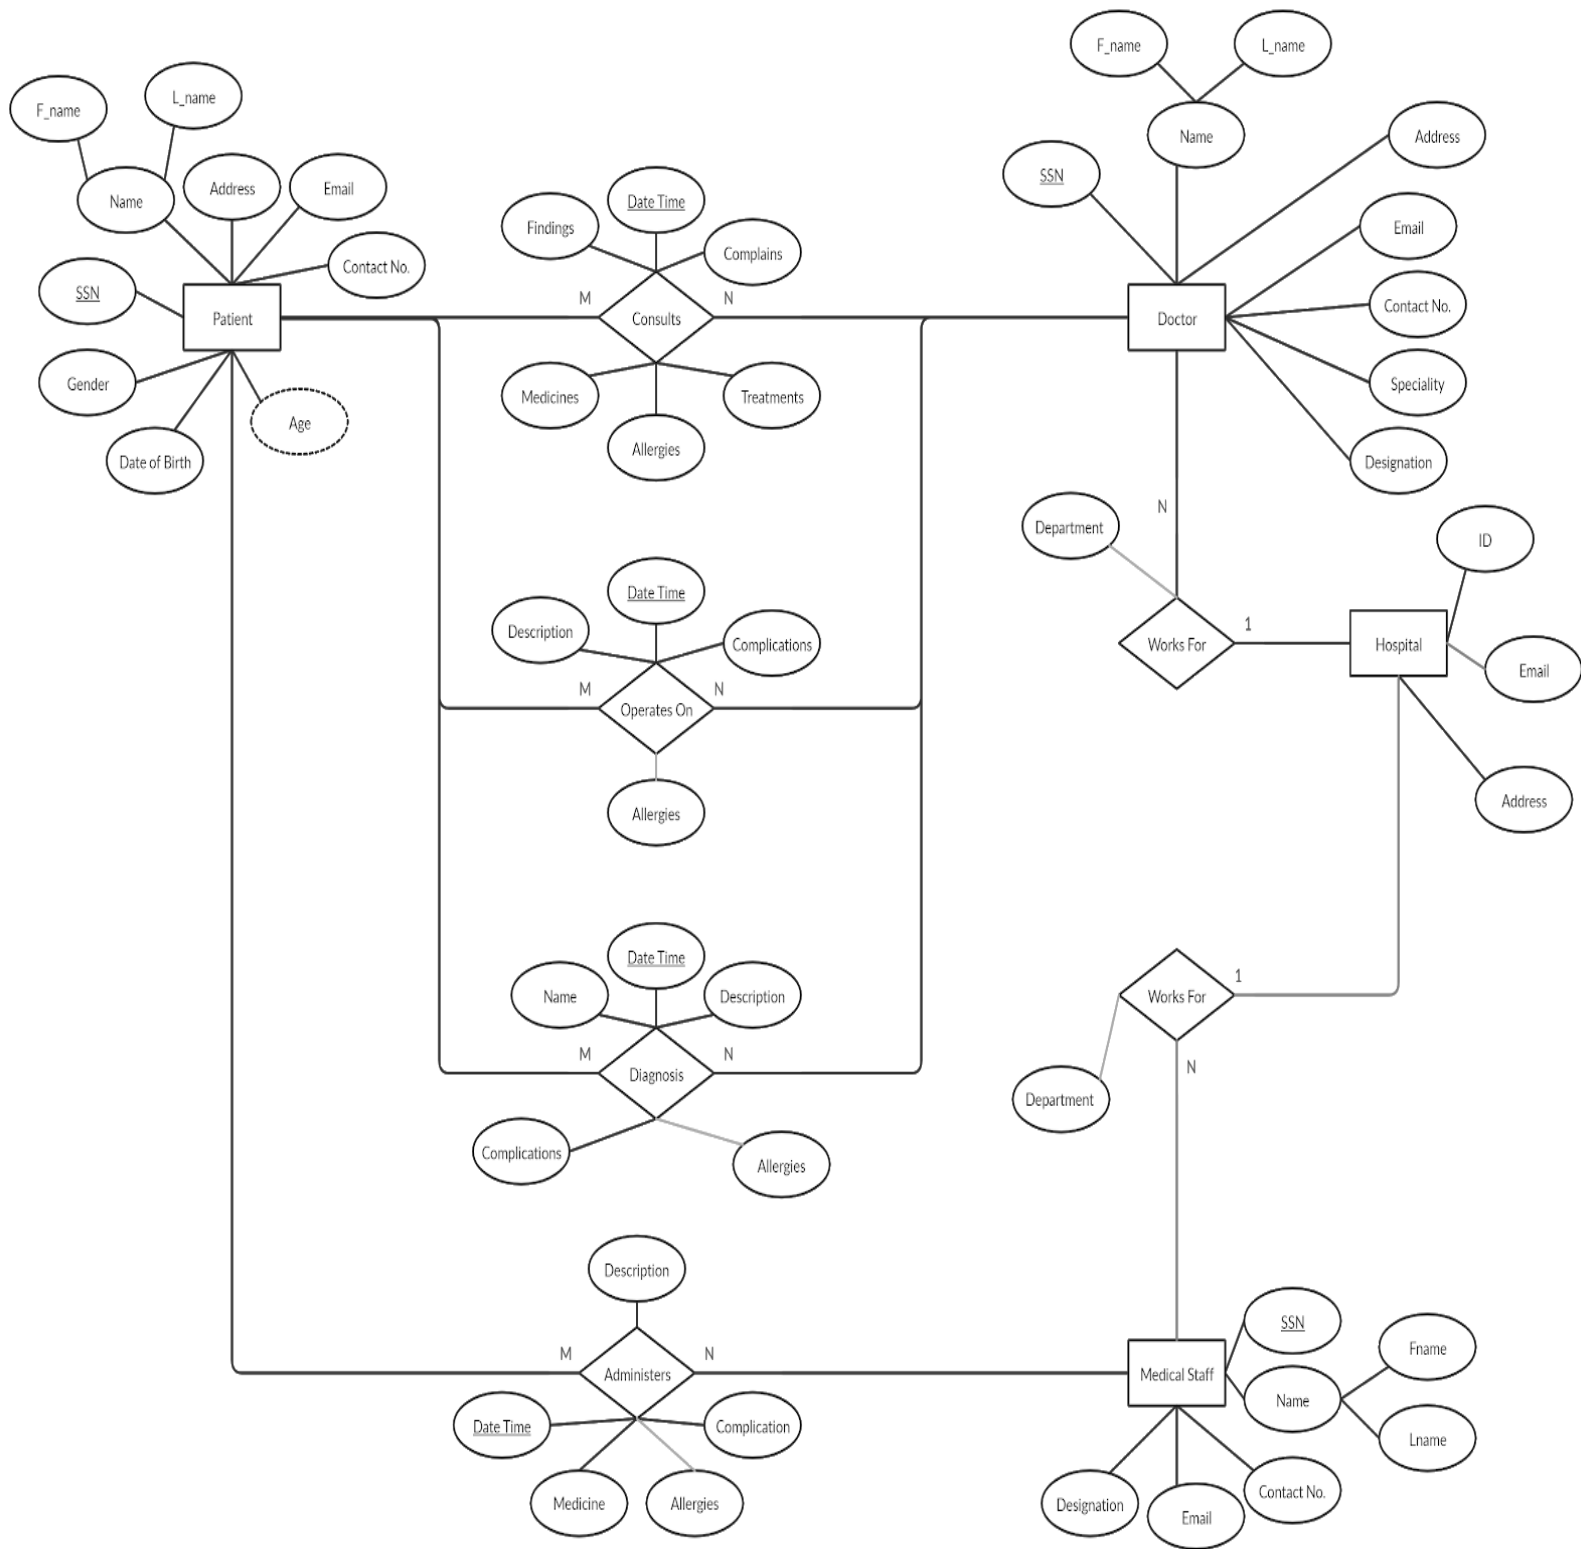 F_name
L_name
F_name
L_name
Name
Address
SSN
Name
Address
Email
Date Time
Findings
Email
Complains
Contact No.
SSN
Contact No.
M
N
Patient
Consults
Doctor
Gender
Speciality
Medicines
Treatments
Age
Allergies
Date of Birth
Designation
N
Department
ID
Date Time
Description
Complications
1
Works For
Hospital
Email
M
N
Operates On
Address
Allergies
Date Time
Name
Description
1
Works For
M
N
N
Diagnosis
Department
Complications
Allergies
Description
SSN
Fname
M
N
Administers
Medical Staff
Name
Date Time
Complication
Lname
Medicine
Allergies
Designation
Email
Contact No.